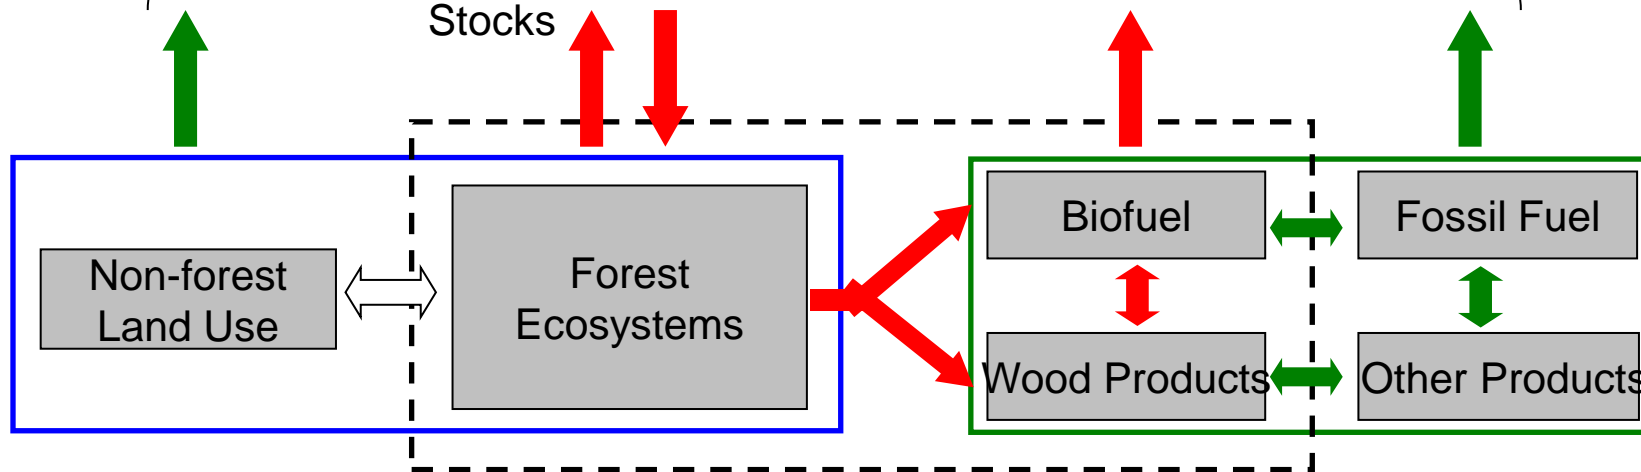 Stocks
Biofuel
Fossil Fuel
Non-forest
Land Use
Forest
Ecosystems
Wood Products
Other Products